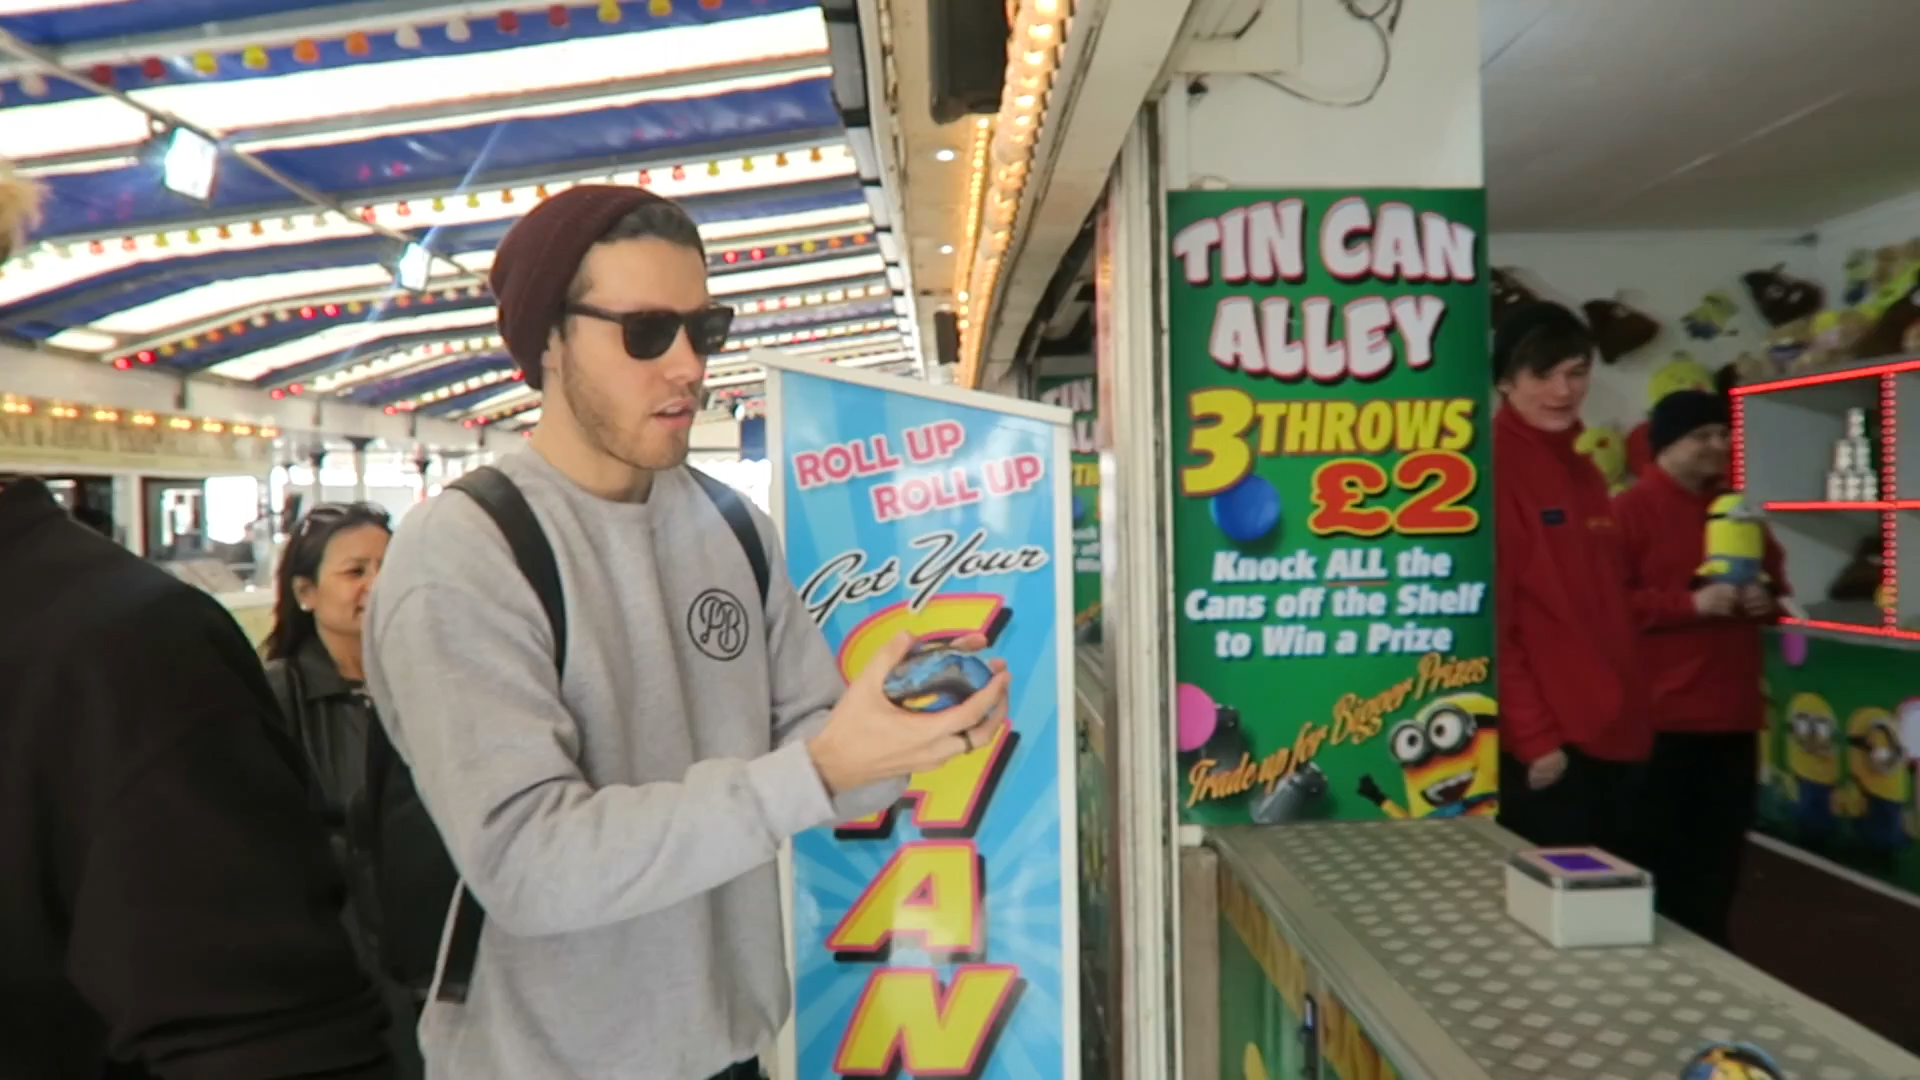 ROLL UP
ROLL UP
Get Your
CHAN
PB
TIN CAN
ALLEY
3 THROWS
£2
Knock ALL the
Cans off the Shelf
to Win a Prize
Trade up for Bigger Prizes